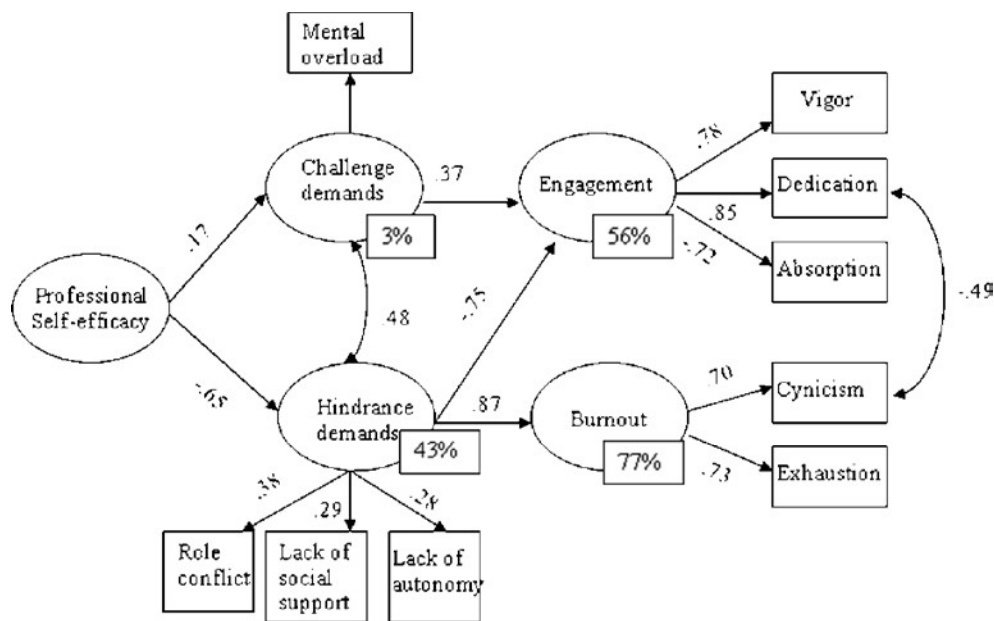 Mental
overload
Vigor
.78
Challenge
demands
.37
Engagement
Dedication
.85
3%
56%
.17
-.72
Absorption
Professional
Self-efficacy
-.75
-.49
.48
-.65
.70
Cynicism
Hindrance
demands
.87
Burnout
43%
77%
.73
Exhaustion
.38
.29
.28
Role
conflict
Lack of
social
support
Lack of
autonomy